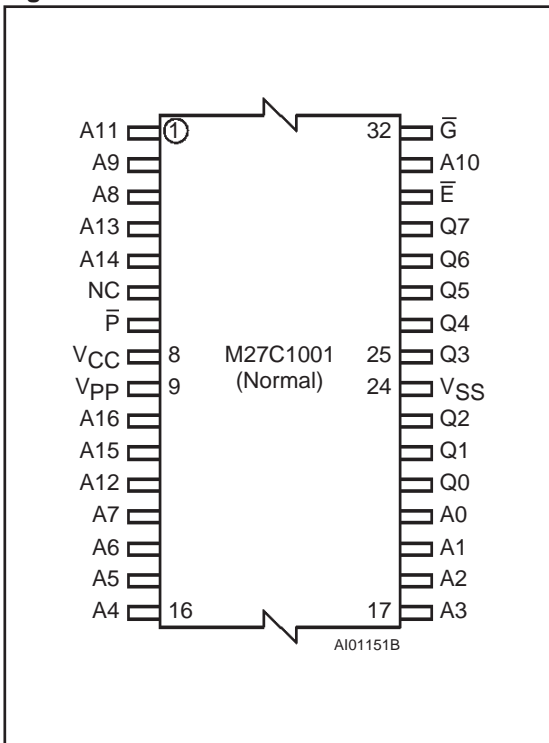 A11 1 32 G̅
A9 A10
A8 E̅
A13 Q7
A14 Q6
NC Q5
P̅ Q4
VCC 8 M27C1001 25 Q3
VPP 9 (Normal) 24 VSS
A16 Q2
A15 Q1
A12 Q0
A7 A0
A6 A1
A5 A2
A4 16 17 A3
AI01151B